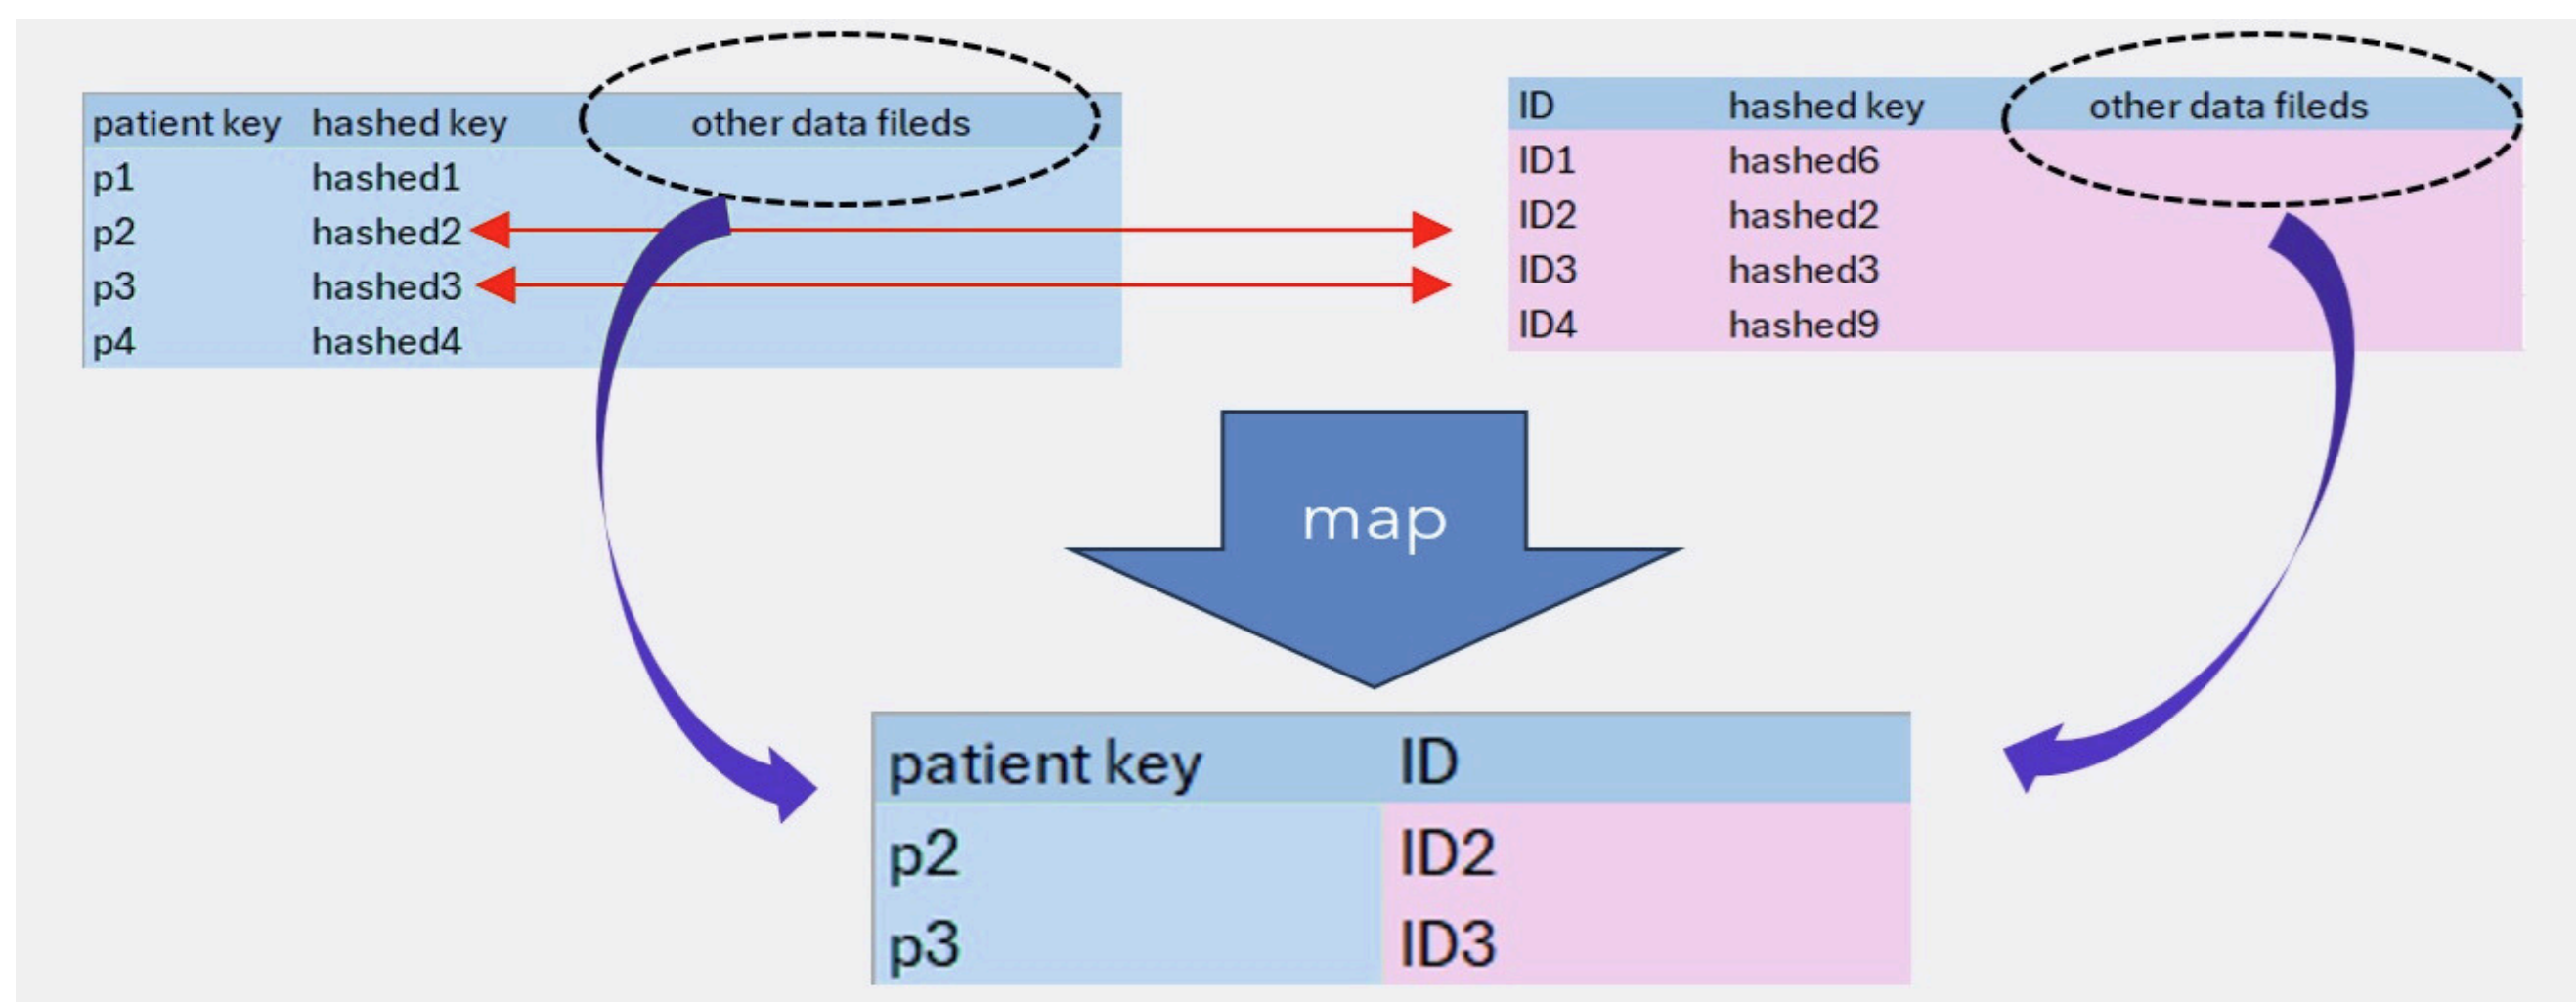 patient key hashed key other data fileds
p1 hashed1
p2 hashed2
p3 hashed3
p4 hashed4
ID hashed key other data fileds
ID1 hashed6
ID2 hashed2
ID3 hashed3
ID4 hashed9
map
patient key ID
p2 ID2
p3 ID3